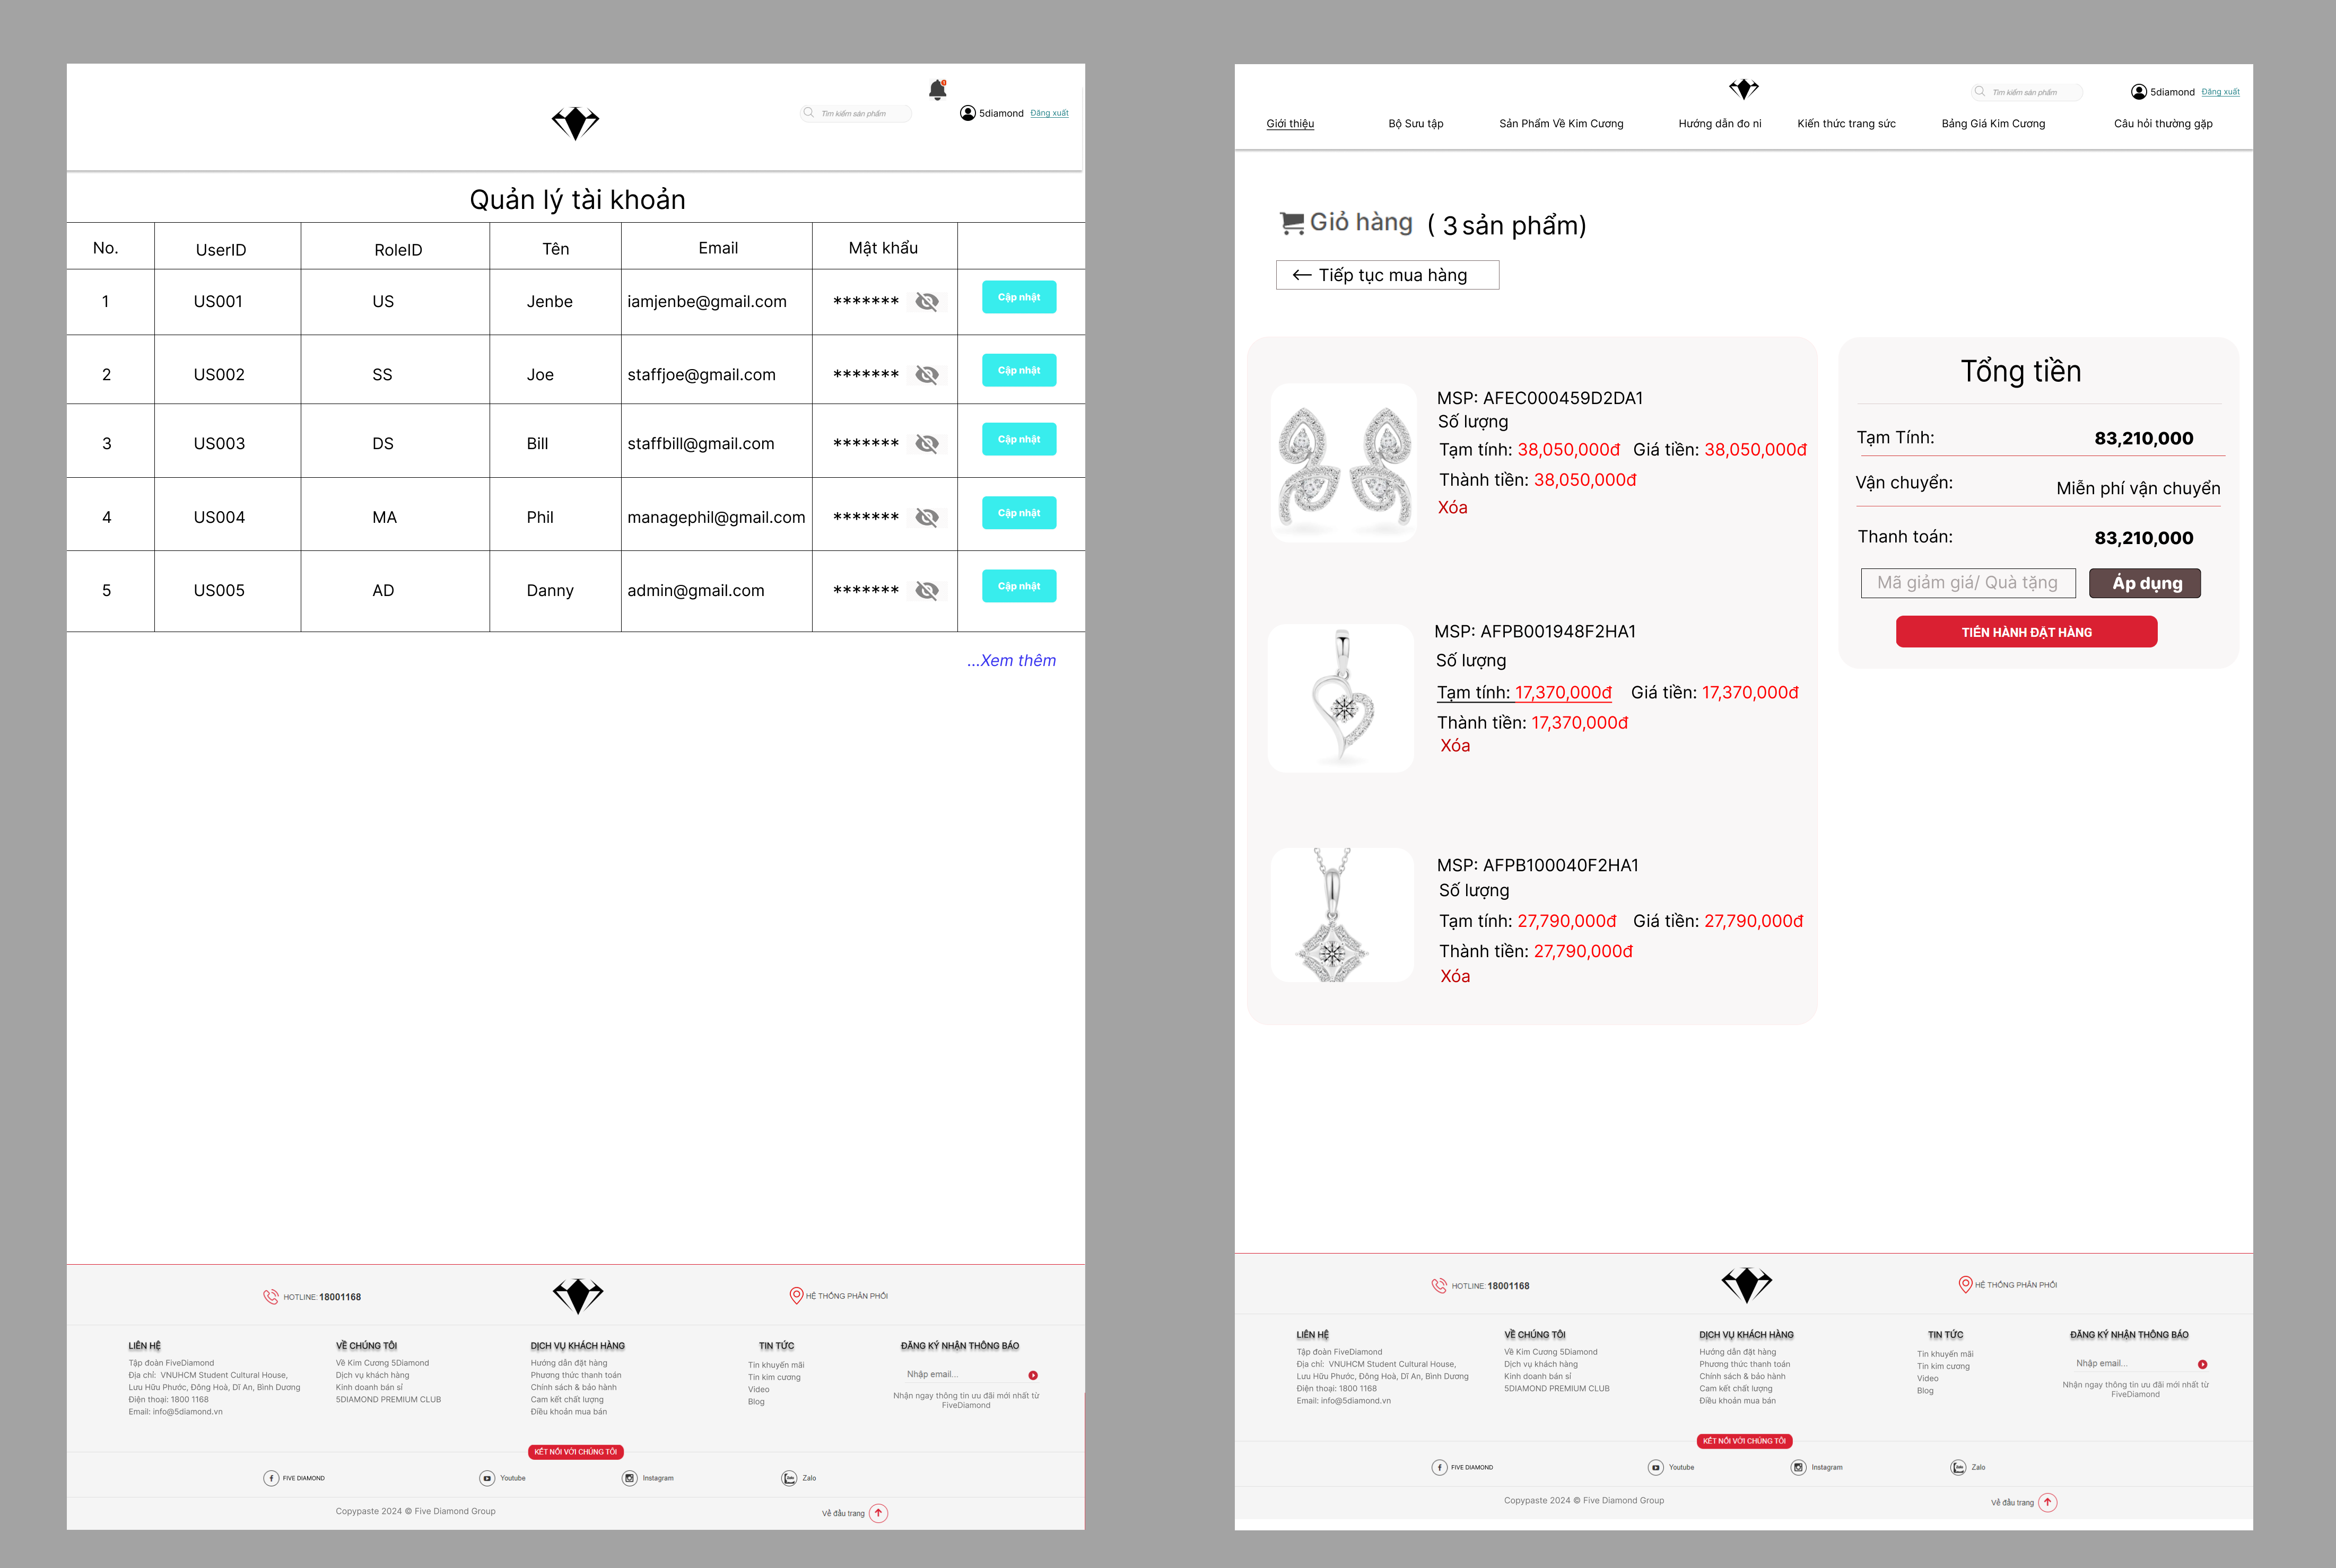 Tìm kiếm sản phẩm
5diamond Đăng xuất
Quản lý tài khoản
No. UserID RoleID Tên Email Mật khẩu
1 US001 US Jenbe iamjenbe@gmail.com ******* Cập nhật
2 US002 SS Joe staffjoe@gmail.com ******* Cập nhật
3 US003 DS Bill staffbill@gmail.com ******* Cập nhật
4 US004 MA Phil managephil@gmail.com ******* Cập nhật
5 US005 AD Danny admin@gmail.com ******* Cập nhật
...Xem thêm
HOTLINE: 18001168
HỆ THỐNG PHÂN PHỐI
LIÊN HỆ
Tập đoàn FiveDiamond
Địa chỉ: VNUHCM Student Cultural House,
Lưu Hữu Phước, Đông Hoà, Dĩ An, Bình Dương
Điện thoại: 1800 1168
Email: info@5diamond.vn
VỀ CHÚNG TÔI
Về Kim Cương 5Diamond
Dịch vụ khách hàng
Kinh doanh bán sỉ
5DIAMOND PREMIUM CLUB
DỊCH VỤ KHÁCH HÀNG
Hướng dẫn đặt hàng
Phương thức thanh toán
Chính sách & bảo hành
Cam kết chất lượng
Điều khoản mua bán
TIN TỨC
Tin khuyến mãi
Tin kim cương
Video
Blog
ĐĂNG KÝ NHẬN THÔNG BÁO
Nhập email...
Nhận ngay thông tin ưu đãi mới nhất từ
FiveDiamond
KẾT NỐI VỚI CHÚNG TÔI
FIVE DIAMOND Youtube Instagram Zalo
Copypaste 2024 © Five Diamond Group
Về đầu trang
Tìm kiếm sản phẩm
5diamond Đăng xuất
Giới thiệu Bộ Sưu tập Sản Phẩm Về Kim Cương Hướng dẫn đo ni Kiến thức trang sức Bảng Giá Kim Cương Câu hỏi thường gặp
Giỏ hàng ( 3 sản phẩm)
← Tiếp tục mua hàng
MSP: AFEC000459D2DA1
Số lượng
Tạm tính: 38,050,000đ Giá tiền: 38,050,000đ
Thành tiền: 38,050,000đ
Xóa
MSP: AFPB001948F2HA1
Số lượng
Tạm tính: 17,370,000đ Giá tiền: 17,370,000đ
Thành tiền: 17,370,000đ
Xóa
MSP: AFPB100040F2HA1
Số lượng
Tạm tính: 27,790,000đ Giá tiền: 27,790,000đ
Thành tiền: 27,790,000đ
Xóa
Tổng tiền
Tạm Tính: 83,210,000
Vận chuyển: Miễn phí vận chuyển
Thanh toán: 83,210,000
Mã giảm giá/ Quà tặng Áp dụng
TIẾN HÀNH ĐẶT HÀNG
HOTLINE: 18001168
HỆ THỐNG PHÂN PHỐI
LIÊN HỆ
Tập đoàn FiveDiamond
Địa chỉ: VNUHCM Student Cultural House,
Lưu Hữu Phước, Đông Hoà, Dĩ An, Bình Dương
Điện thoại: 1800 1168
Email: info@5diamond.vn
VỀ CHÚNG TÔI
Về Kim Cương 5Diamond
Dịch vụ khách hàng
Kinh doanh bán sỉ
5DIAMOND PREMIUM CLUB
DỊCH VỤ KHÁCH HÀNG
Hướng dẫn đặt hàng
Phương thức thanh toán
Chính sách & bảo hành
Cam kết chất lượng
Điều khoản mua bán
TIN TỨC
Tin khuyến mãi
Tin kim cương
Video
Blog
ĐĂNG KÝ NHẬN THÔNG BÁO
Nhập email...
Nhận ngay thông tin ưu đãi mới nhất từ
FiveDiamond
KẾT NỐI VỚI CHÚNG TÔI
FIVE DIAMOND Youtube Instagram Zalo
Copypaste 2024 © Five Diamond Group
Về đầu trang